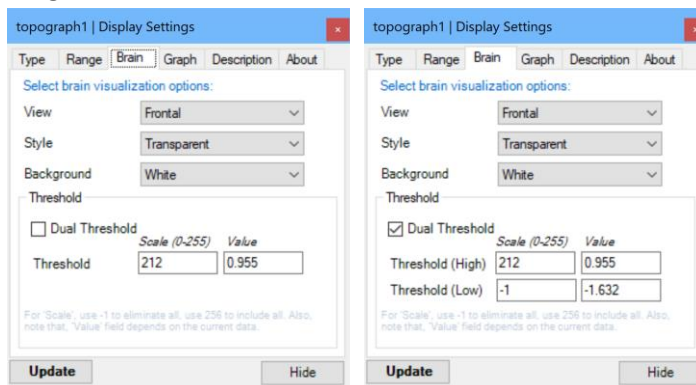 topograph1 | Display Settings
×
Type Range Brain Graph Description About
Select brain visualization options:
View Frontal
Style Transparent
Background White
Threshold
Dual Threshold
Scale (0-255) Value
Threshold 212 0.955
For 'Scale', use -1 to eliminate all, use 256 to include all. Also,
note that, 'Value' field depends on the current data.
Update Hide
topograph1 | Display Settings
×
Type Range Brain Graph Description About
Select brain visualization options:
View Frontal
Style Transparent
Background White
Threshold
Dual Threshold
Scale (0-255) Value
Threshold (High) 212 0.955
Threshold (Low) -1 -1.632
For 'Scale', use -1 to eliminate all, use 256 to include all. Also,
note that, 'Value' field depends on the current data.
Update Hide